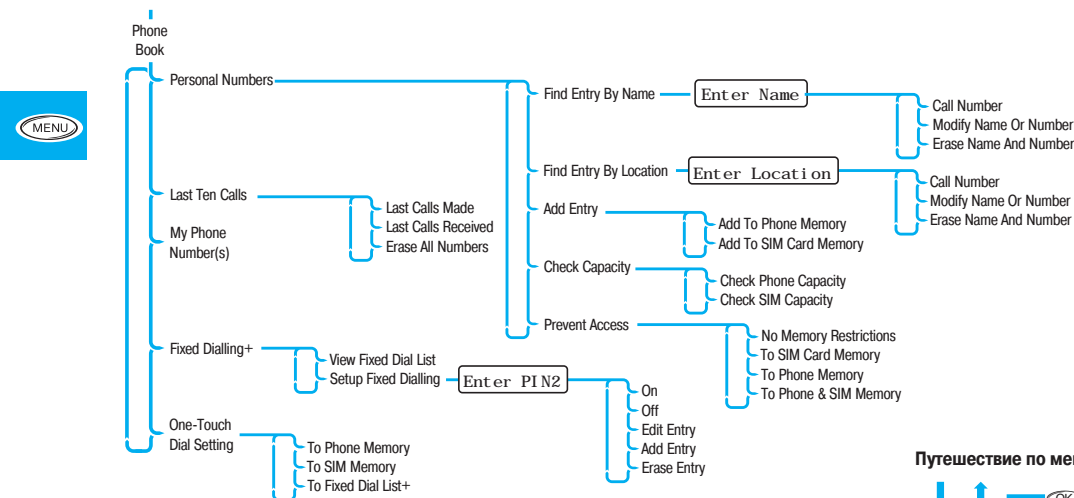 Phone
Book
MENU
Personal Numbers
Find Entry By Name
Enter Name
Call Number
Modify Name Or Number
Erase Name And Number
Find Entry By Location
Enter Location
Call Number
Modify Name Or Number
Erase Name And Number
Add Entry
Add To Phone Memory
Add To SIM Card Memory
Check Capacity
Check Phone Capacity
Check SIM Capacity
Prevent Access
No Memory Restrictions
To SIM Card Memory
To Phone Memory
To Phone & SIM Memory
Last Ten Calls
Last Calls Made
Last Calls Received
Erase All Numbers
My Phone
Number(s)
Fixed Dialling+
View Fixed Dial List
Setup Fixed Dialling
Enter PIN2
On
Off
Edit Entry
Add Entry
Erase Entry
One-Touch
Dial Setting
To Phone Memory
To SIM Memory
To Fixed Dial List+
Путешествие по